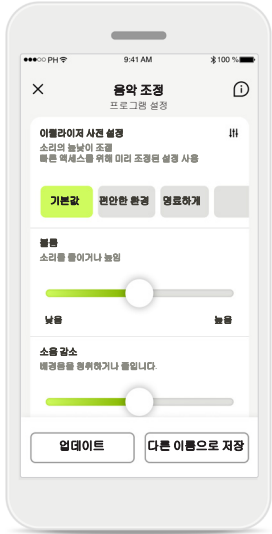 PH
9:41 AM
100 %
음악 조정
프로그램 설정
이퀄라이저 사전 설정
소리의 높낮이 조절
빠른 액세스를 위해 미리 조정된 설정 사용
기본값
편안한 환경
명료하게
볼륨
소리를 줄이거나 높임
낮음
높음
소음 감소
배경음을 청취하거나 줄입니다.
업데이트
다른 이름으로 저장